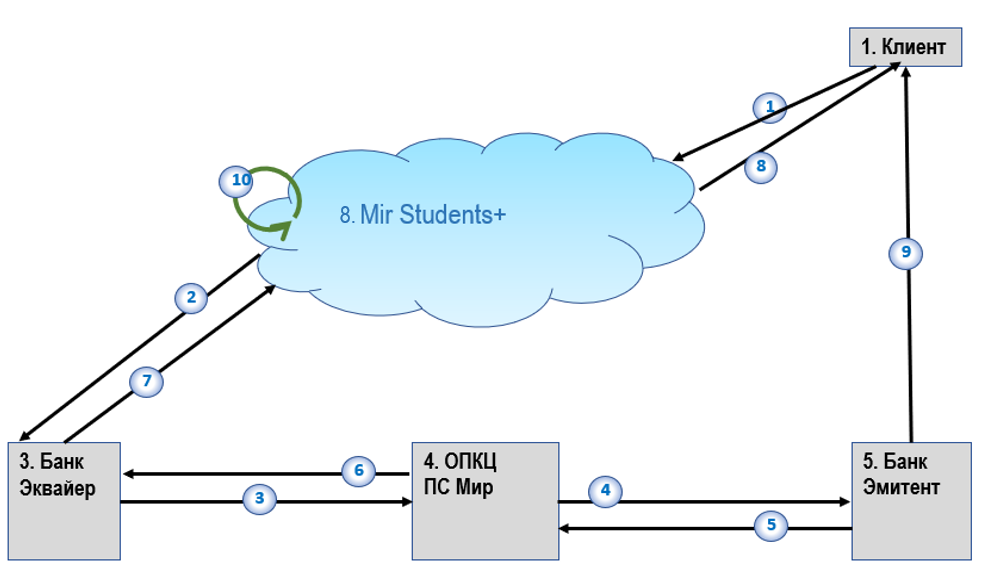 1. Клиент
1
8
10
8. Mir Students+
9
2
7
3. Банк
Эквайер
4. ОПКЦ
ПС Мир
5. Банк
Эмитент
6
3
4
5